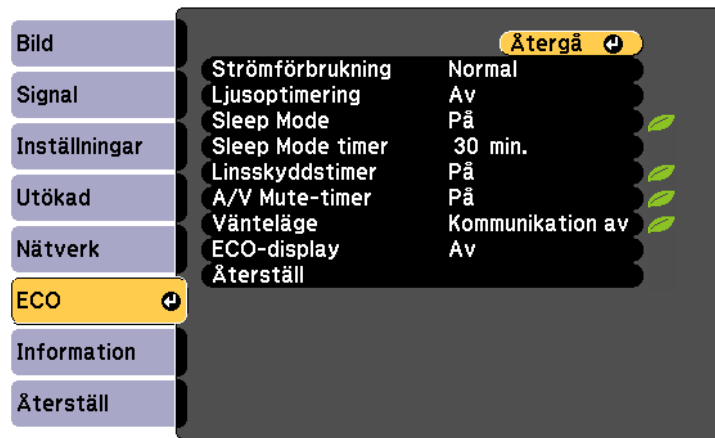 Bild
Signal
Inställningar
Utökad
Nätverk
ECO
Information
Återställ
Återgå
Strömförbrukning Normal
Ljusoptimering Av
Sleep Mode På
Sleep Mode timer 30 min.
Linsskyddstimer På
A/V Mute-timer På
Vänteläge Kommunikation av
ECO-display Av
Återställ